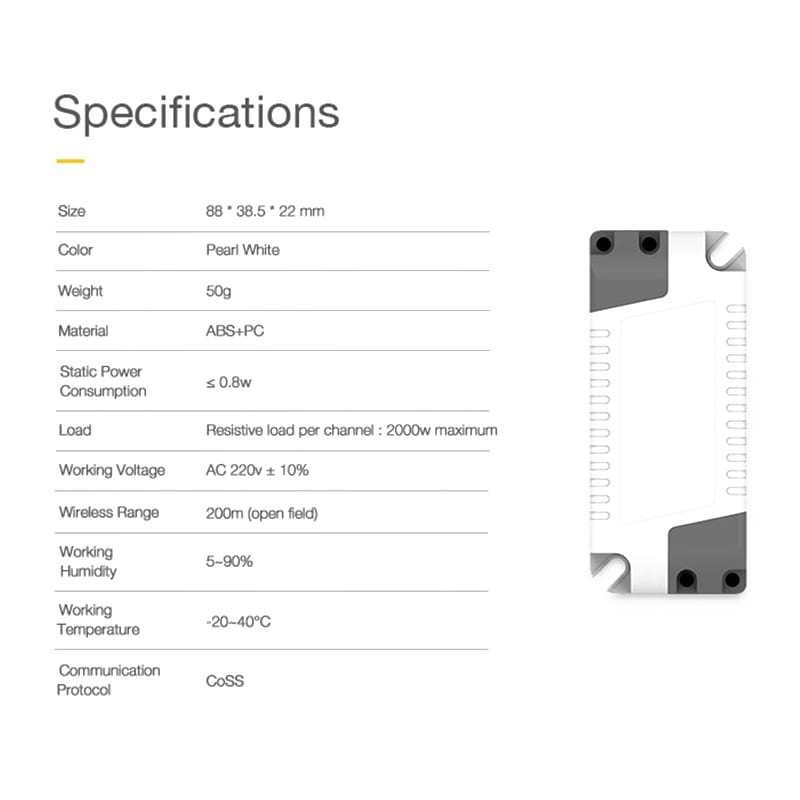 Specifications
Size 88 * 38.5 * 22 mm
Color Pearl White
Weight 50g
Material ABS+PC
Static Power
Consumption ≤ 0.8w
Load Resistive load per channel : 2000w maximum
Working Voltage AC 220v ± 10%
Wireless Range 200m (open field)
Working
Humidity 5~90%
Working
Temperature -20~40°C
Communication
Protocol CoSS